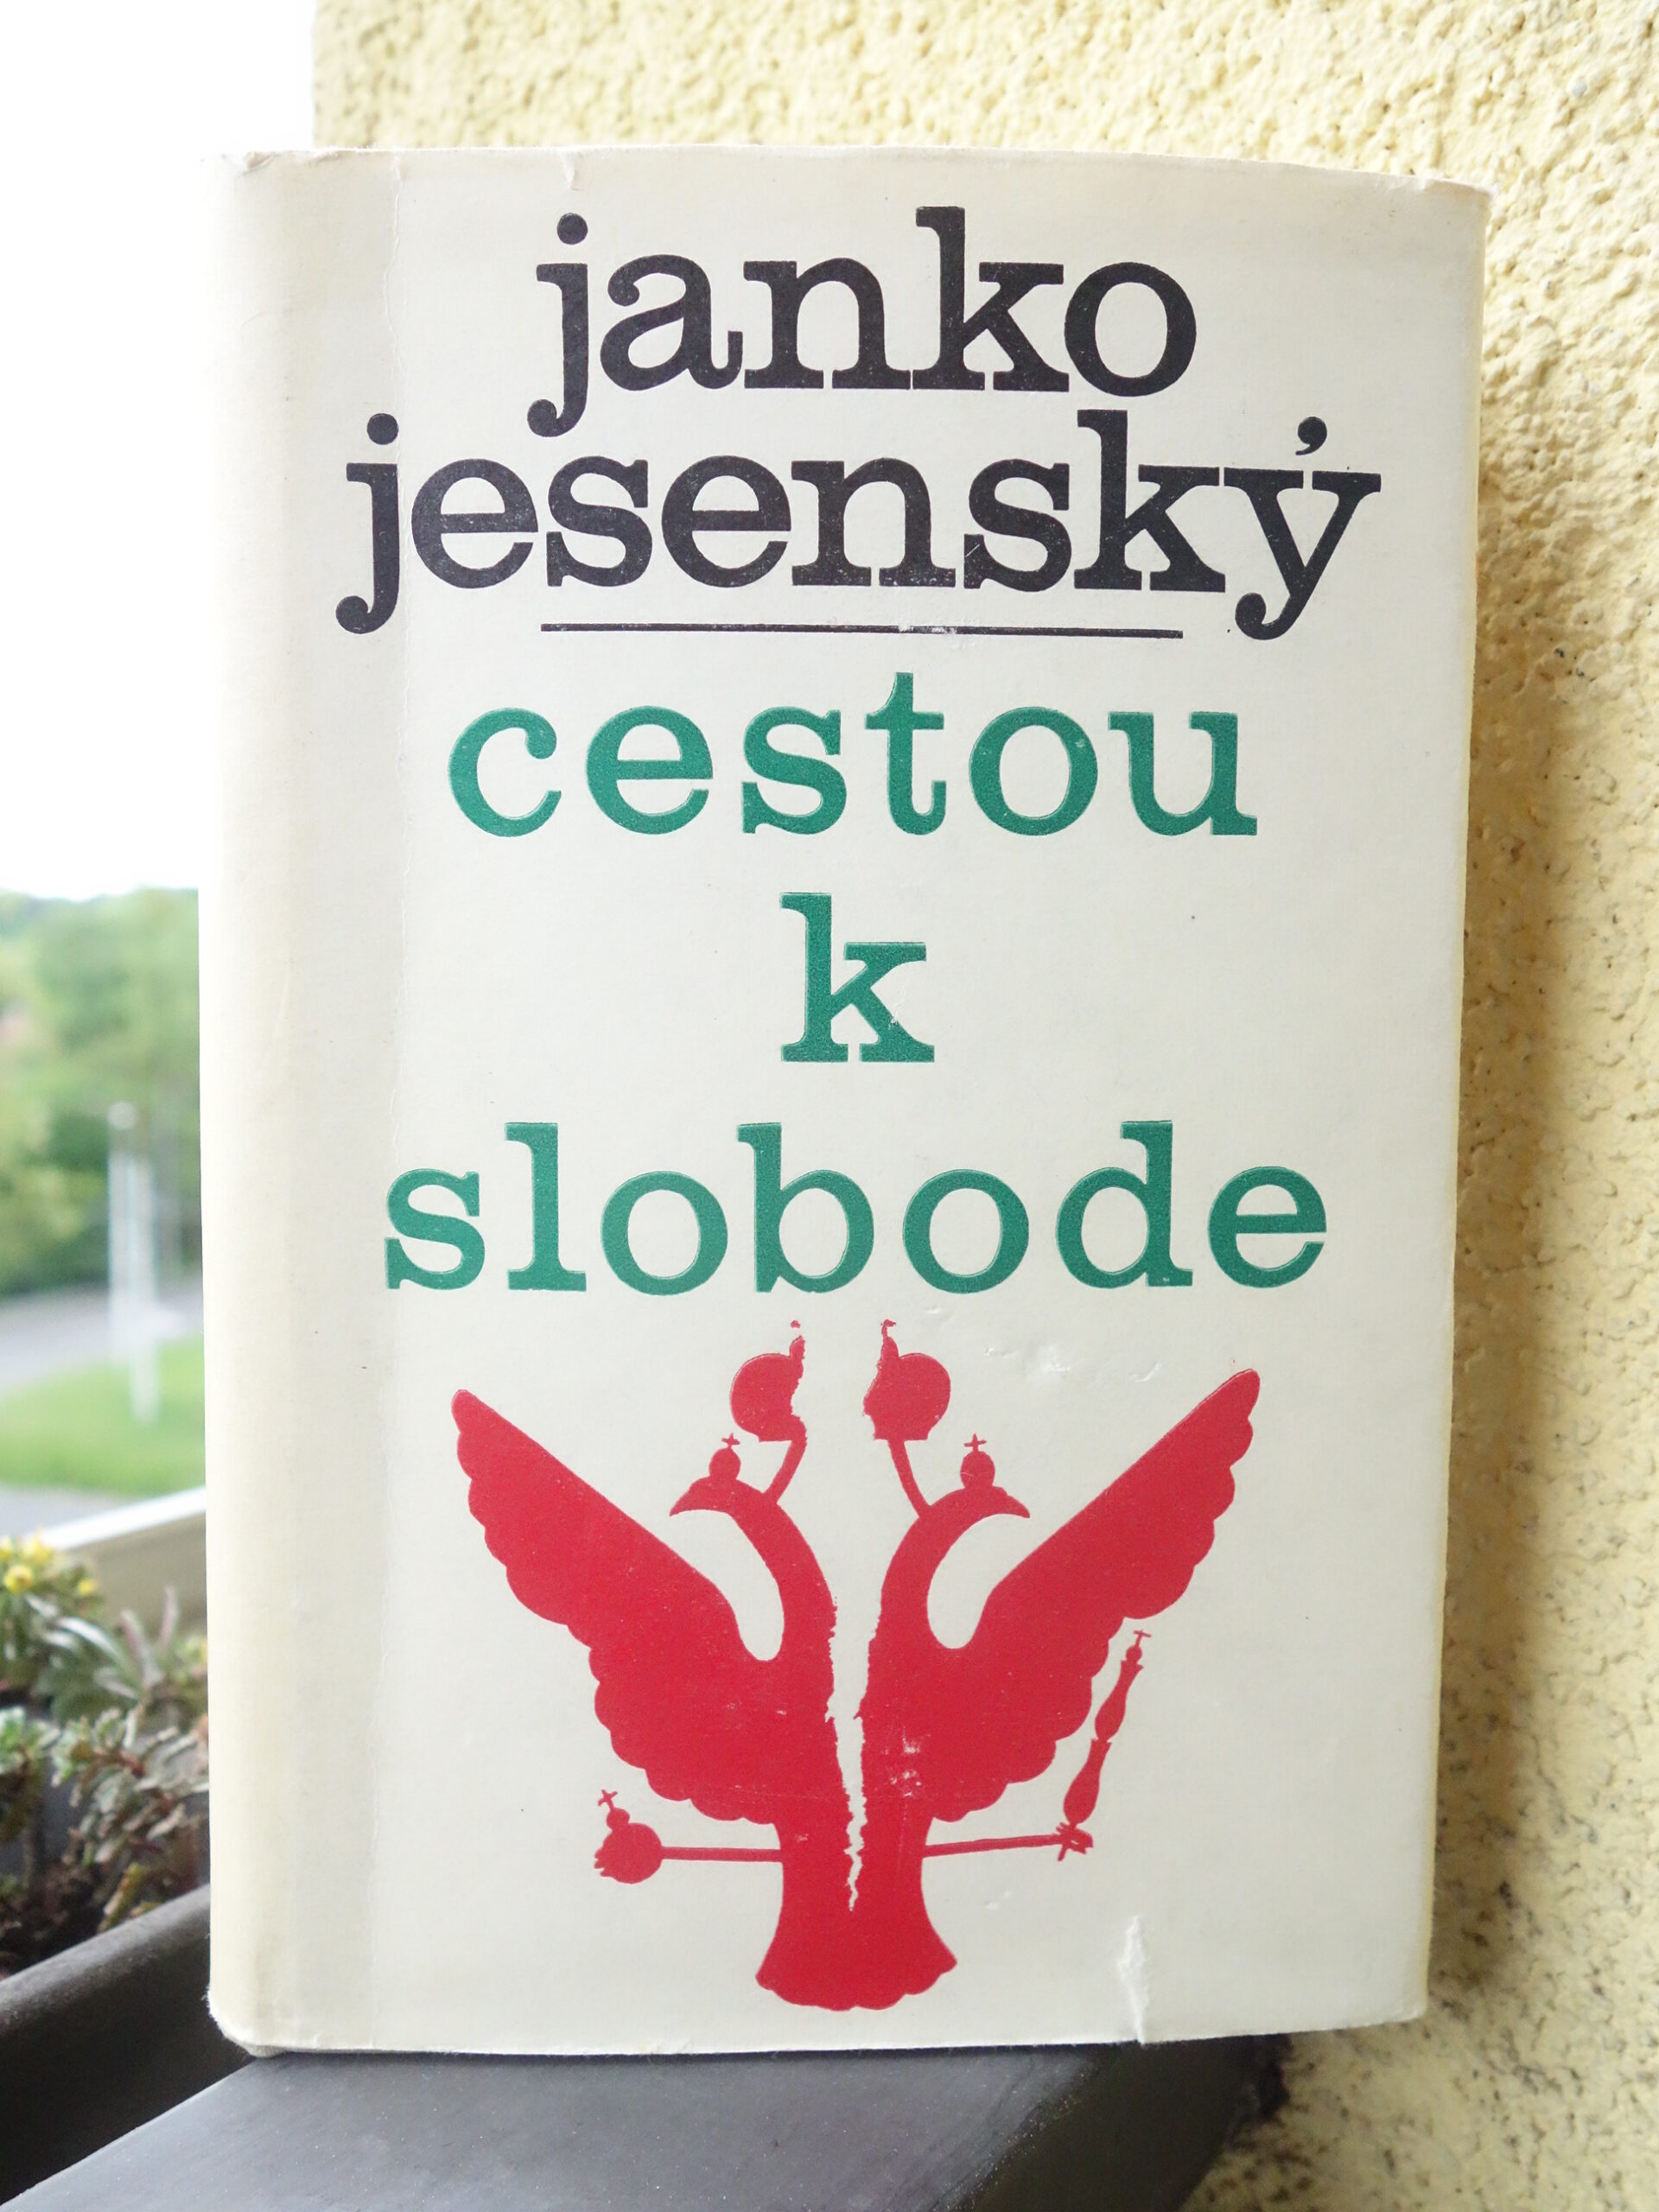 janko
jesenský
cestou
k
slobode